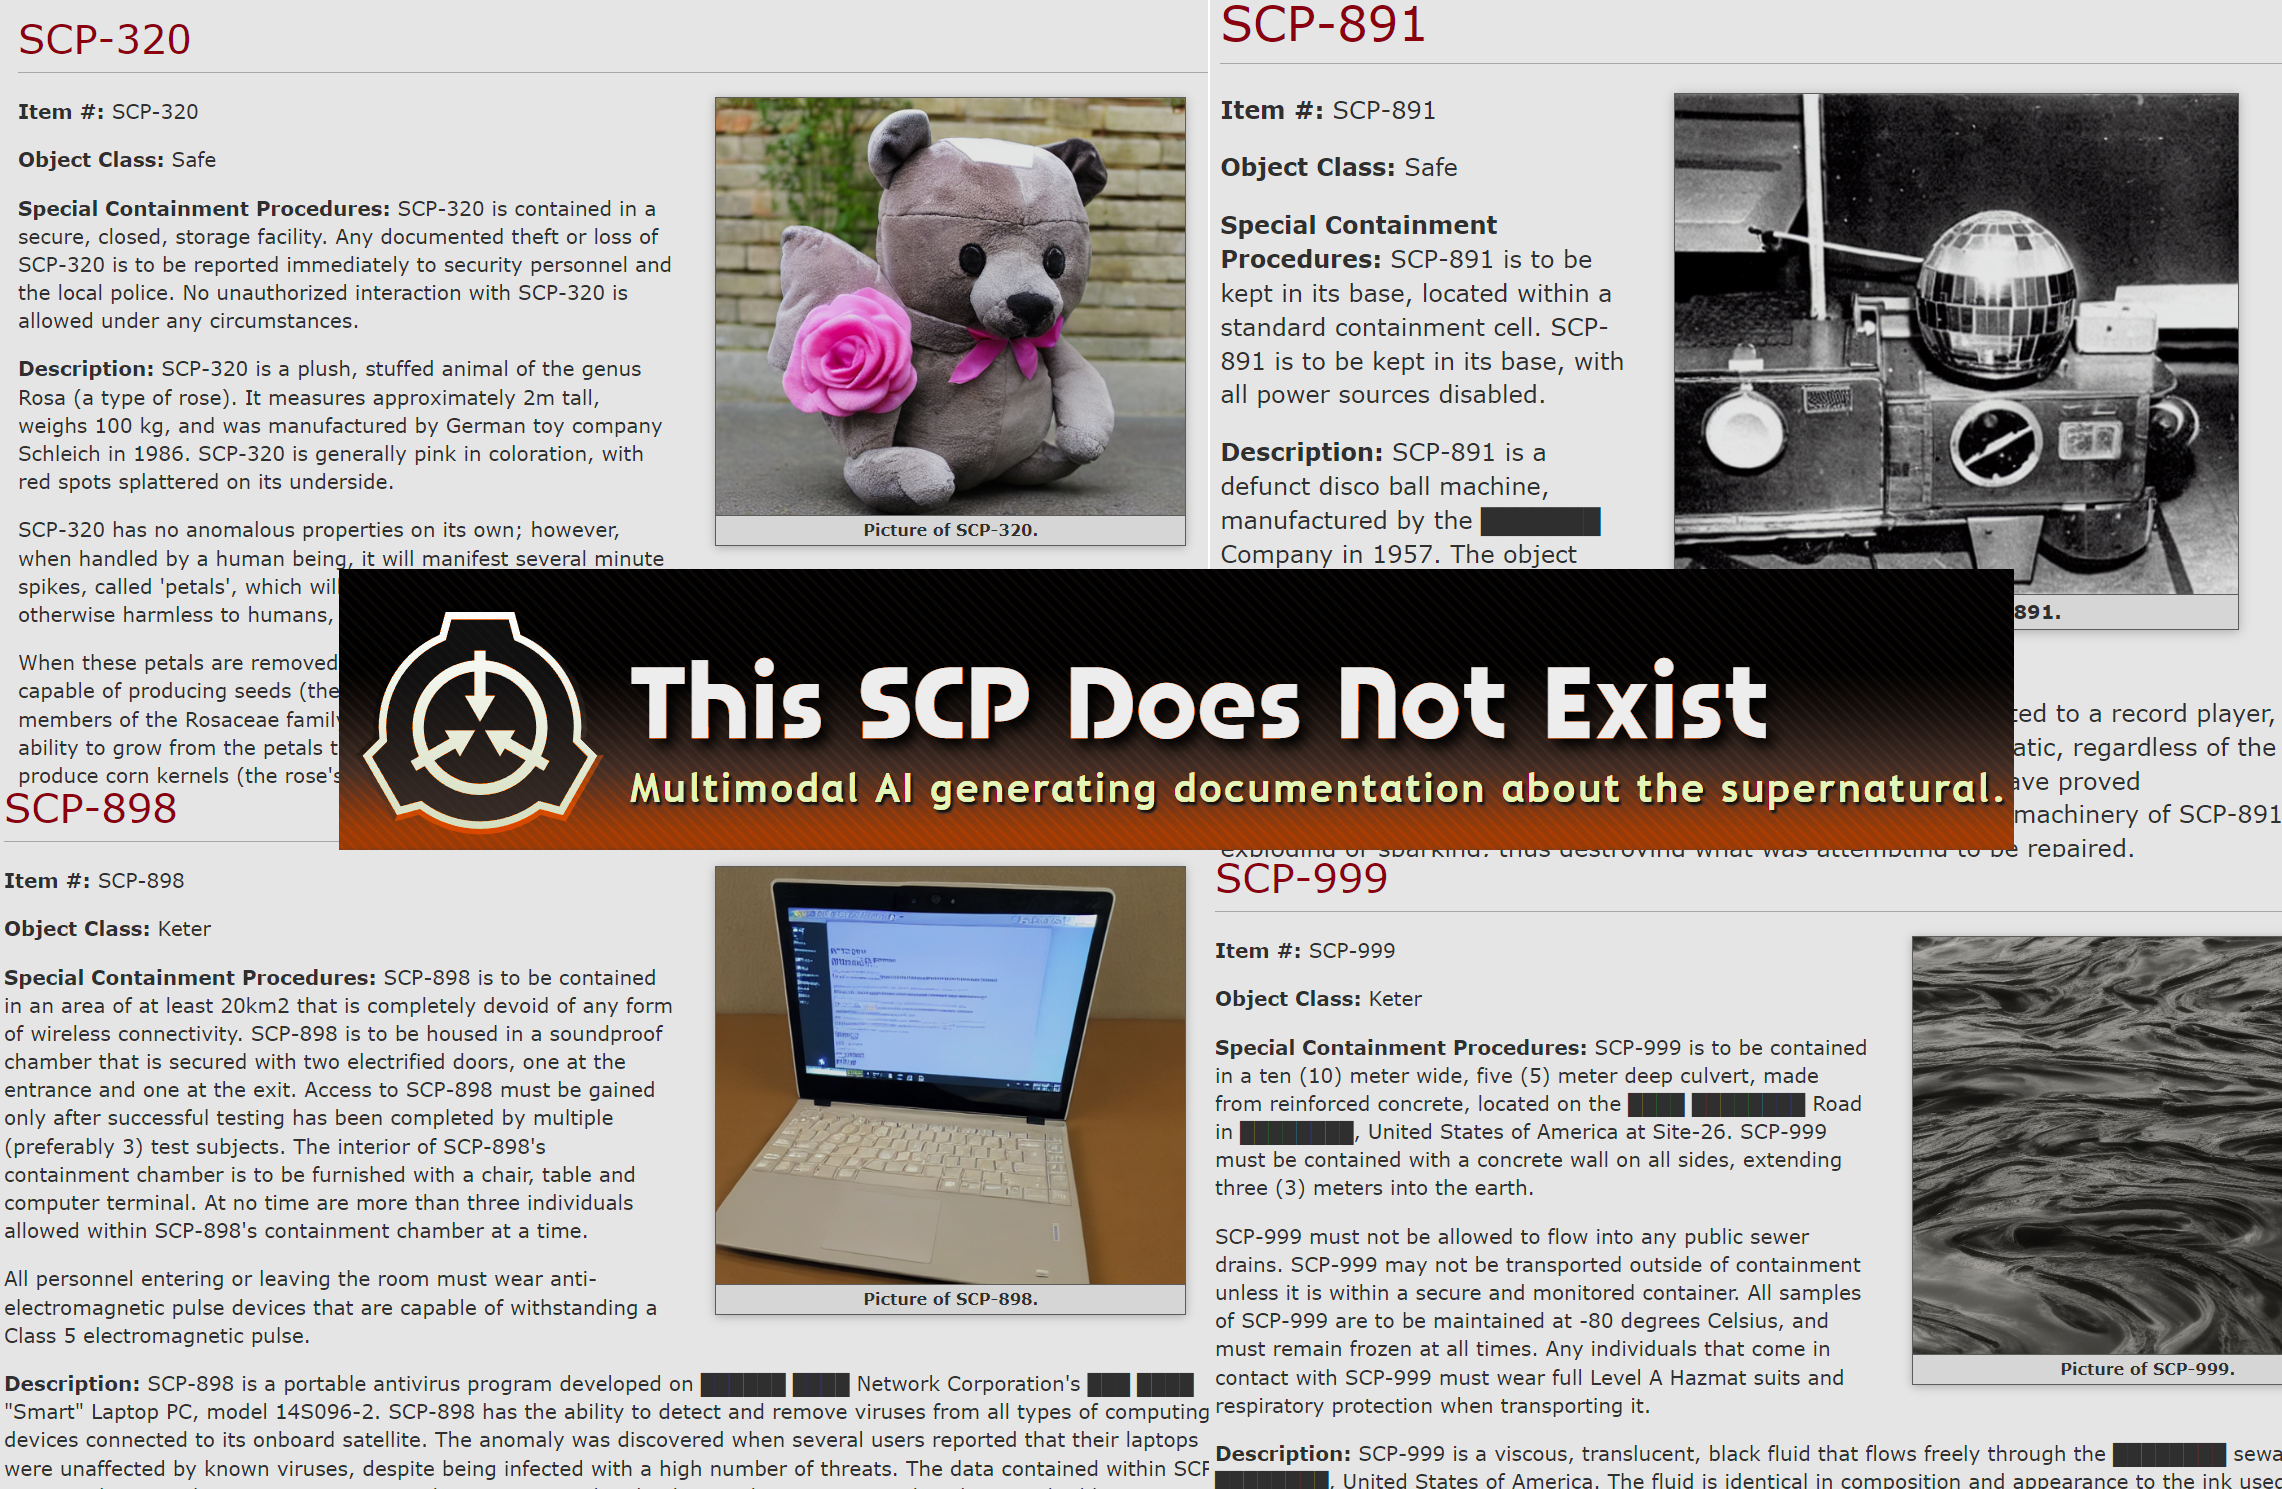 SCP-320
Item #: SCP-320
Object Class: Safe
Special Containment Procedures: SCP-320 is contained in a
secure, closed, storage facility. Any documented theft or loss of
SCP-320 is to be reported immediately to security personnel and
the local police. No unauthorized interaction with SCP-320 is
allowed under any circumstances.
Description: SCP-320 is a plush, stuffed animal of the genus
Rosa (a type of rose). It measures approximately 2m tall,
weighs 100 kg, and was manufactured by German toy company
Schleich in 1986. SCP-320 is generally pink in coloration, with
red spots splattered on its underside.
SCP-320 has no anomalous properties on its own; however,
when handled by a human being, it will manifest several minute
spikes, called 'petals', which will
otherwise harmless to humans,
When these petals are removed
capable of producing seeds (the
members of the Rosaceae family
ability to grow from the petals
produce corn kernels (the rose's
Picture of SCP-320.
SCP-891
Item #: SCP-891
Object Class: Safe
Special Containment
Procedures: SCP-891 is to be
kept in its base, located within a
standard containment cell. SCP-
891 is to be kept in its base, with
all power sources disabled.
Description: SCP-891 is a
defunct disco ball machine,
manufactured by the
Company in 1957. The object
891.
to a record player,
regardless of the
proved
machinery of SCP-891
exploding or sparking, thus destroying what was attempting to be repaired.
This SCP Does Not Exist
Multimodal AI generating documentation about the supernatural.
SCP-898
Item #: SCP-898
Object Class: Keter
Special Containment Procedures: SCP-898 is to be contained
in an area of at least 20km2 that is completely devoid of any form
of wireless connectivity. SCP-898 is to be housed in a soundproof
chamber that is secured with two electrified doors, one at the
entrance and one at the exit. Access to SCP-898 must be gained
only after successful testing has been completed by multiple
(preferably 3) test subjects. The interior of SCP-898's
containment chamber is to be furnished with a chair, table and
computer terminal. At no time are more than three individuals
allowed within SCP-898's containment chamber at a time.
All personnel entering or leaving the room must wear anti-
electromagnetic pulse devices that are capable of withstanding a
Class 5 electromagnetic pulse.
Picture of SCP-898.
Description: SCP-898 is a portable antivirus program developed on Network Corporation's
"Smart" Laptop PC, model 14S096-2. SCP-898 has the ability to detect and remove viruses from all types of computing
devices connected to its onboard satellite. The anomaly was discovered when several users reported that their laptops
were unaffected by known viruses, despite being infected with a high number of threats. The data contained within SCP
SCP-999
Item #: SCP-999
Object Class: Keter
Special Containment Procedures: SCP-999 is to be contained
in a ten (10) meter wide, five (5) meter deep culvert, made
from reinforced concrete, located on the Road
in , United States of America at Site-26. SCP-999
must be contained with a concrete wall on all sides, extending
three (3) meters into the earth.
SCP-999 must not be allowed to flow into any public sewer
drains. SCP-999 may not be transported outside of containment
unless it is within a secure and monitored container. All samples
of SCP-999 are to be maintained at -80 degrees Celsius, and
must remain frozen at all times. Any individuals that come in
contact with SCP-999 must wear full Level A Hazmat suits and
respiratory protection when transporting it.
Picture of SCP-999.
Description: SCP-999 is a viscous, translucent, black fluid that flows freely through the
, United States of America. The fluid is identical in composition and appearance to the ink used